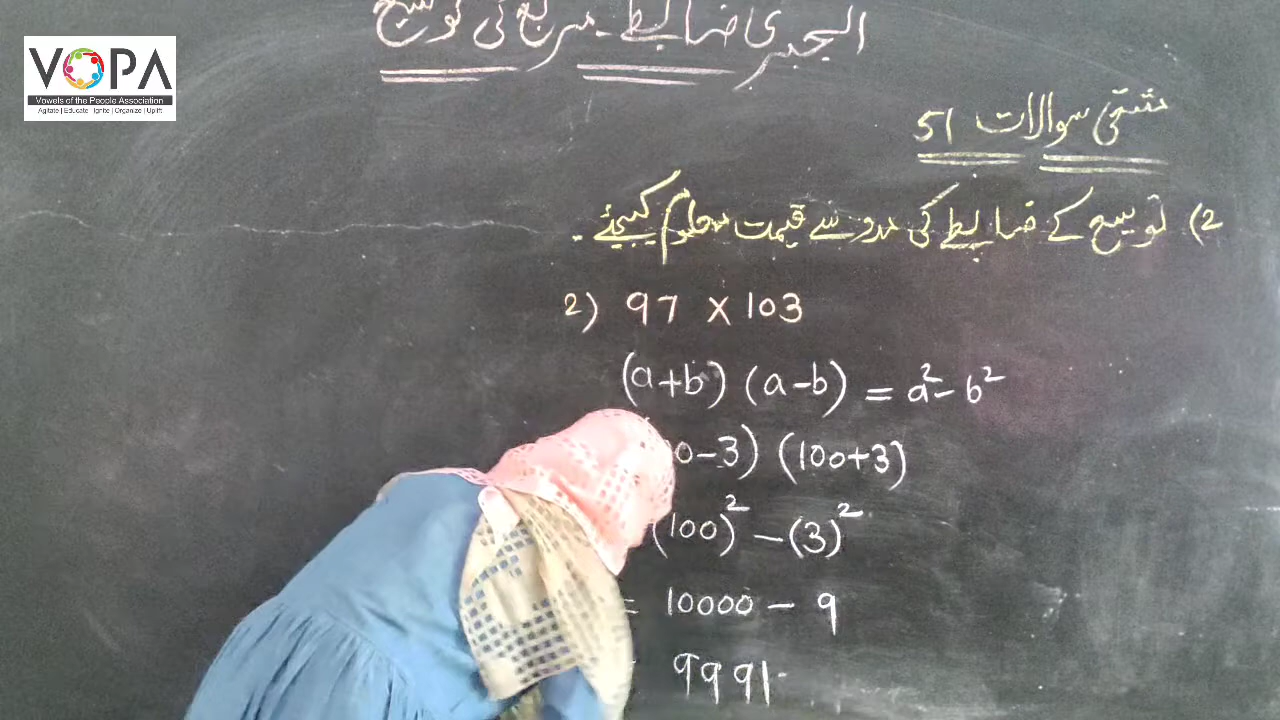 VOPA
Vowels of the People Association
Agitate | Educate | Ignite | Organize | Uplift
الجبری ضابطے - مربع کی توسیع
مشقی سوالات 51
2) توسیع کے ضابطے کی مدد سے قیمت معلوم کیجئے -
2) 97 × 103
(a+b) (a-b) = a² - b²
0-3) (100+3)
(100)² - (3)²
= 10000 - 9
= 9991